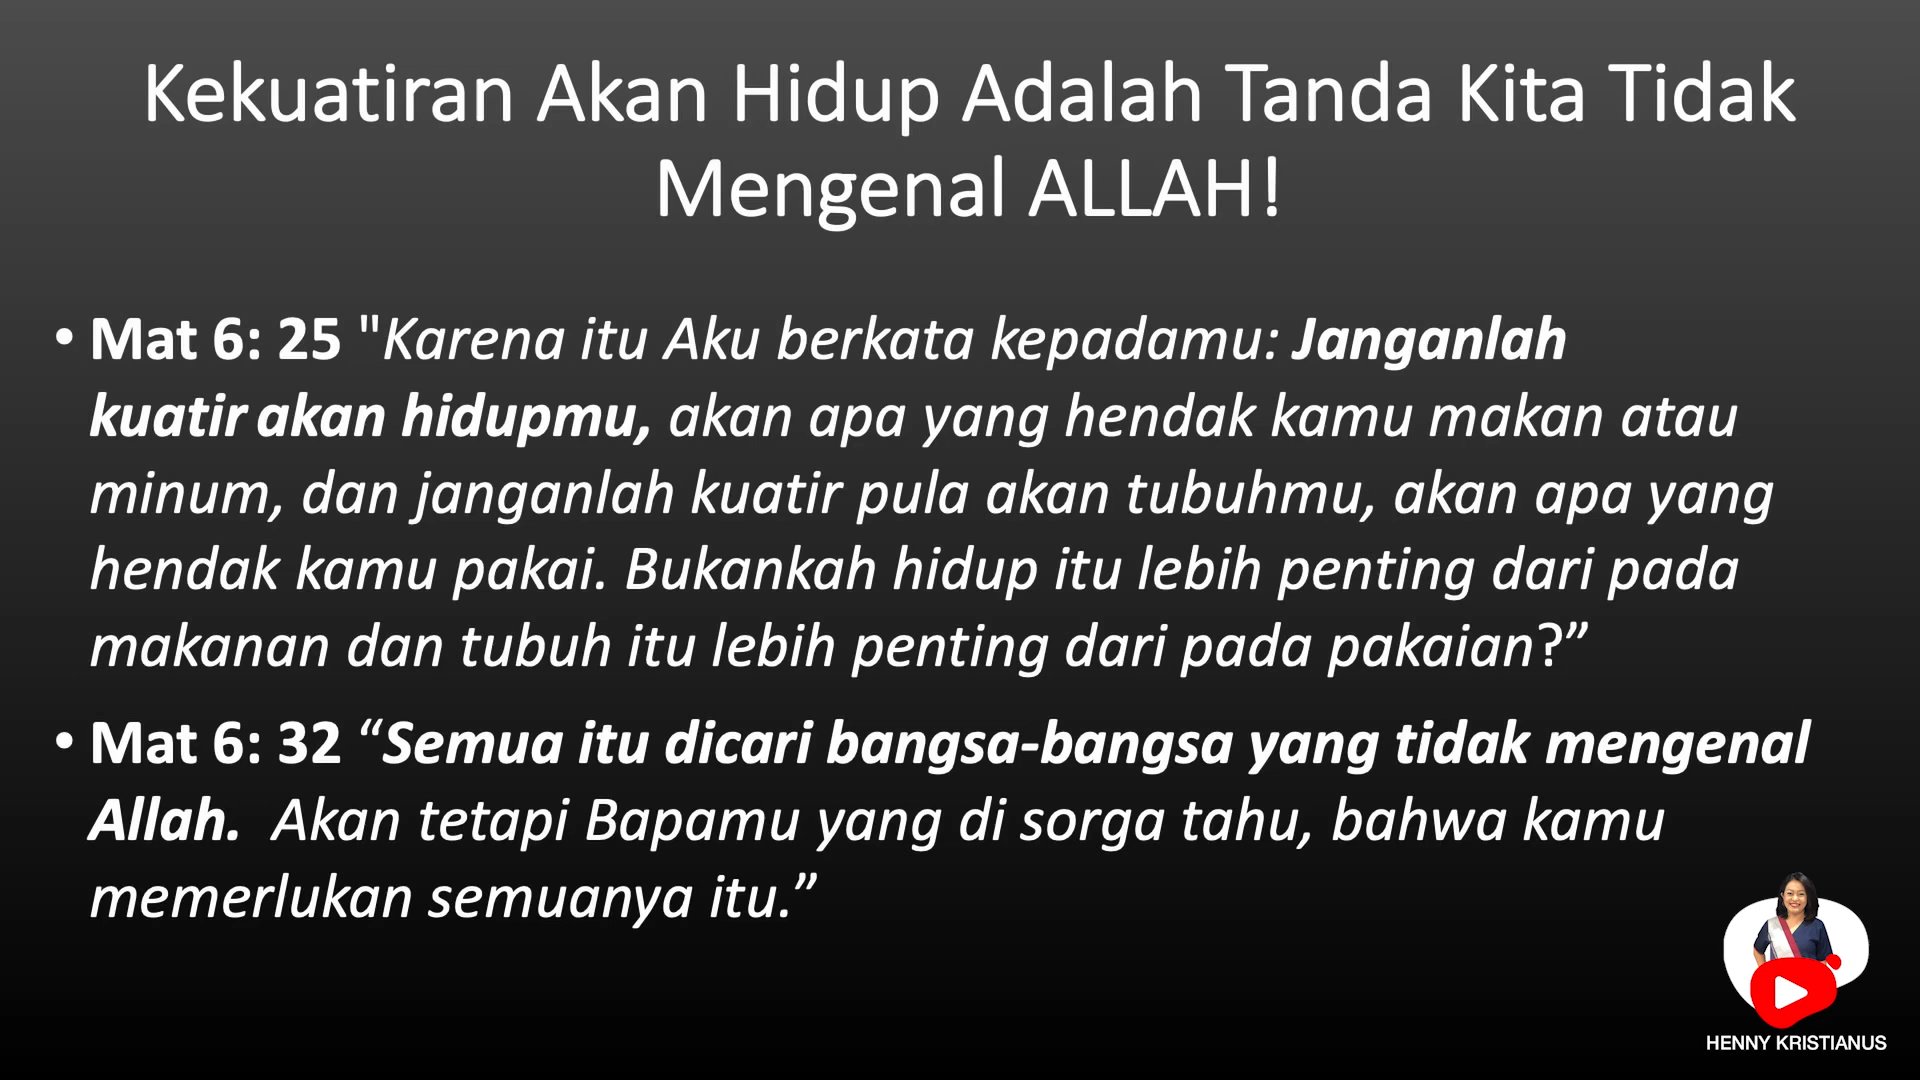 Kekuatiran Akan Hidup Adalah Tanda Kita Tidak
Mengenal ALLAH!
• Mat 6: 25 "Karena itu Aku berkata kepadamu: Janganlah
kuatir akan hidupmu, akan apa yang hendak kamu makan atau
minum, dan janganlah kuatir pula akan tubuhmu, akan apa yang
hendak kamu pakai. Bukankah hidup itu lebih penting dari pada
makanan dan tubuh itu lebih penting dari pada pakaian?”
• Mat 6: 32 “Semua itu dicari bangsa-bangsa yang tidak mengenal
Allah. Akan tetapi Bapamu yang di sorga tahu, bahwa kamu
memerlukan semuanya itu.”
HENNY KRISTIANUS